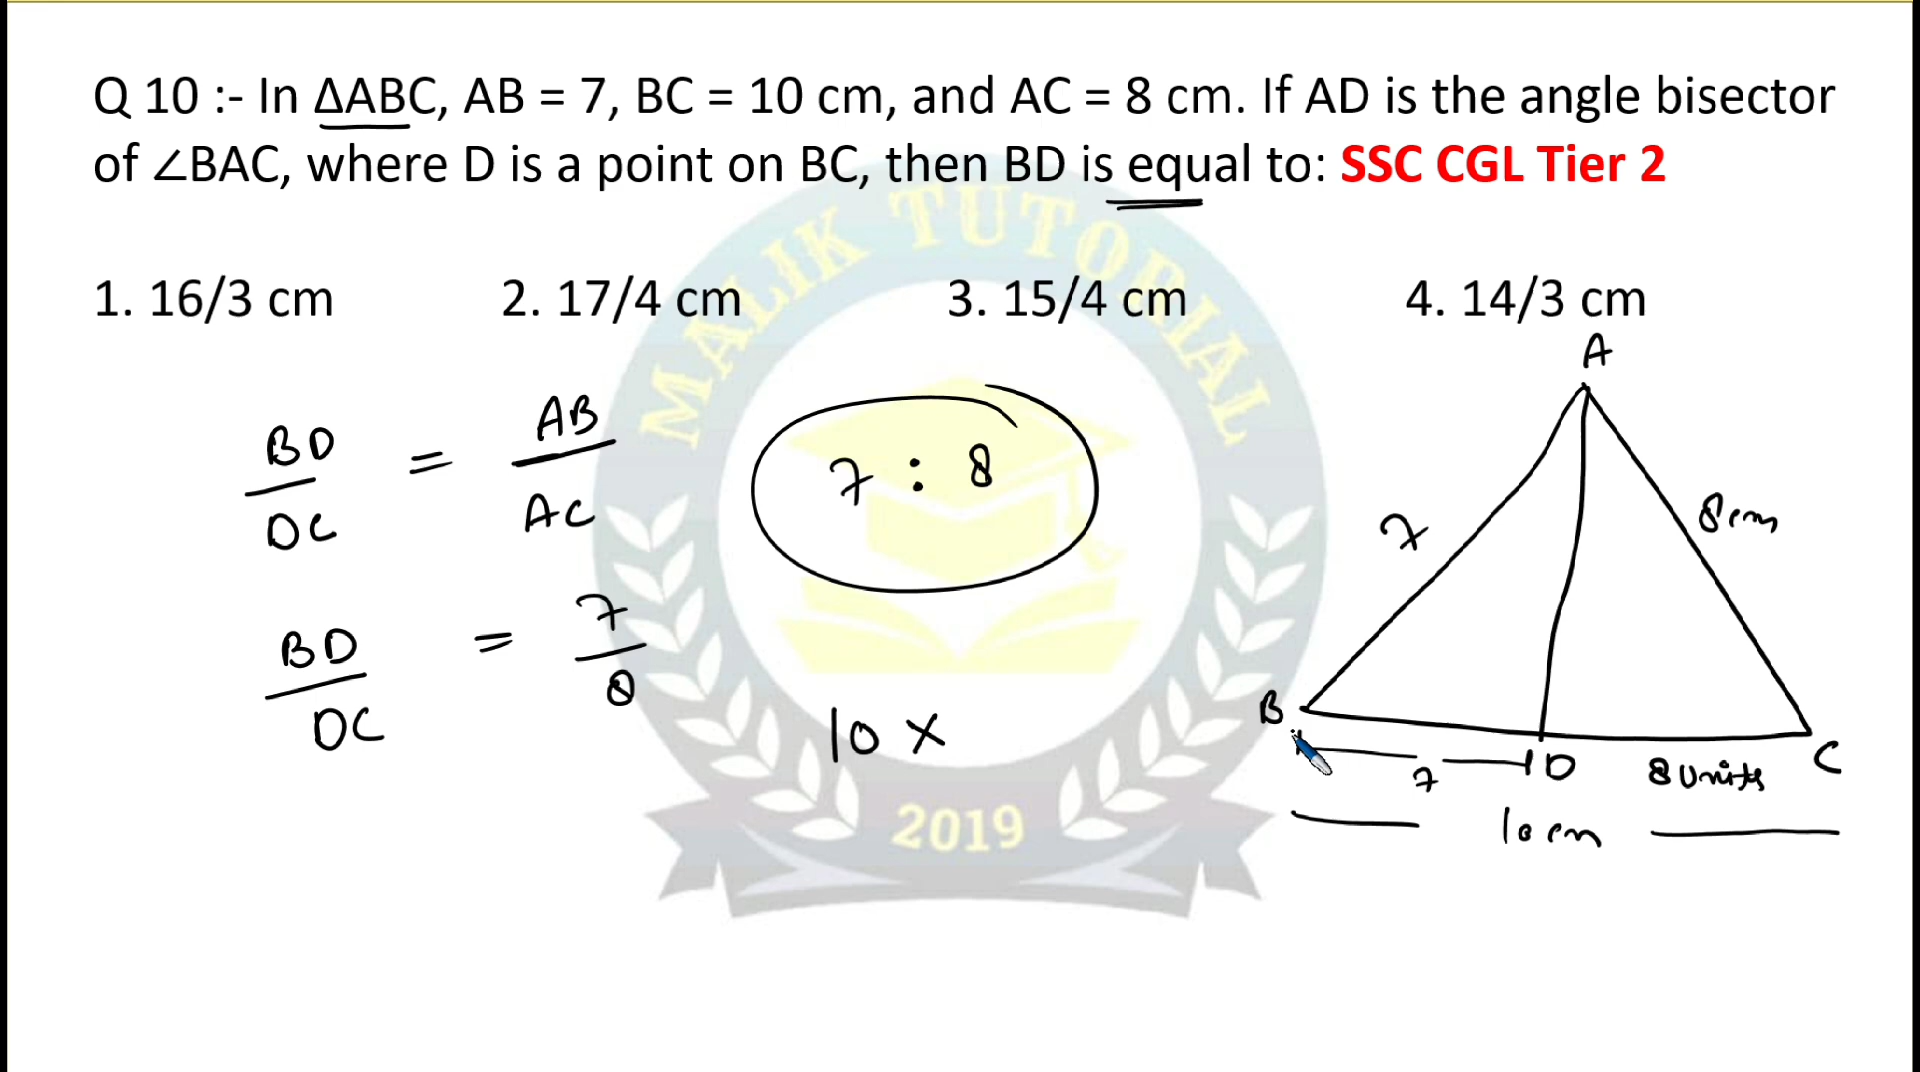 Q 10 :- In ΔABC, AB = 7, BC = 10 cm, and AC = 8 cm. If AD is the angle bisector
of ∠BAC, where D is a point on BC, then BD is equal to: SSC CGL Tier 2
1. 16/3 cm 2. 17/4 cm 3. 15/4 cm 4. 14/3 cm
MALIK TUTORIAL
2019
BD/DC = AB/AC
7 : 8
BD/DC = 7/8
10 ×
A
7
8cm
B
7
D
8 units
C
10 cm